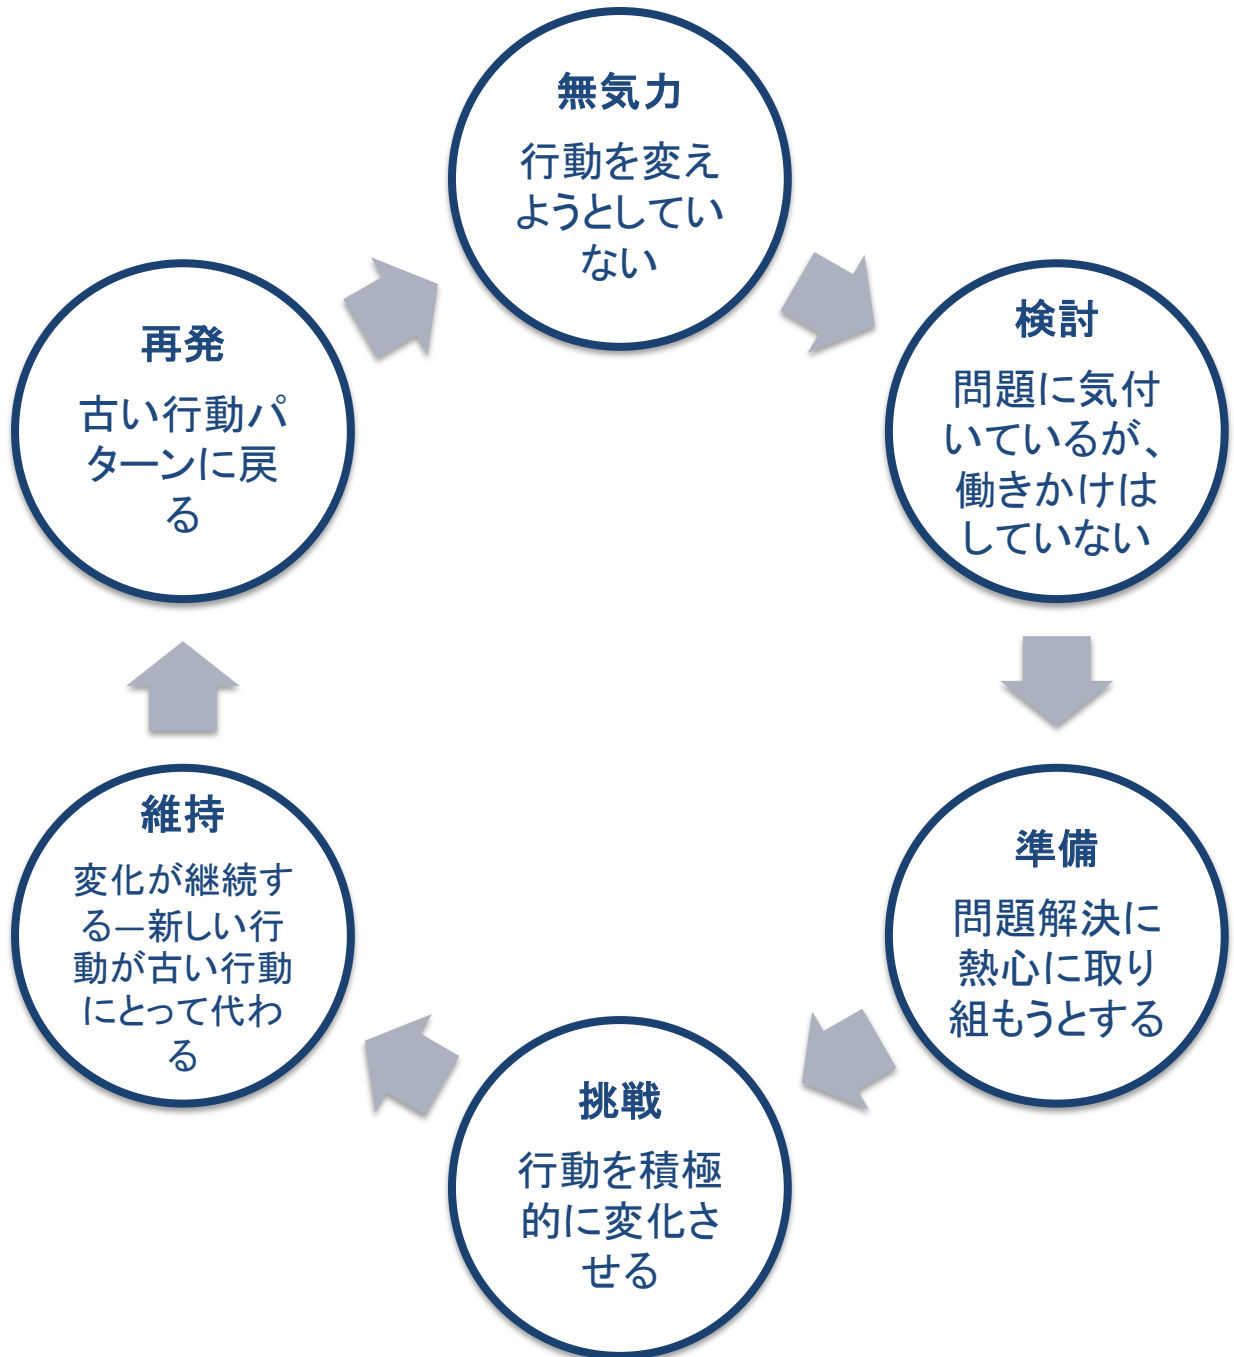 無気力
行動を変え
ようとしてい
ない
検討
問題に気付
いているが、
働きかけは
していない
準備
問題解決に
熱心に取り
組もうとする
挑戦
行動を積極
的に変化さ
せる
維持
変化が継続す
る—新しい行
動が古い行動
にとって代わ
る
再発
古い行動パ
ターンに戻
る